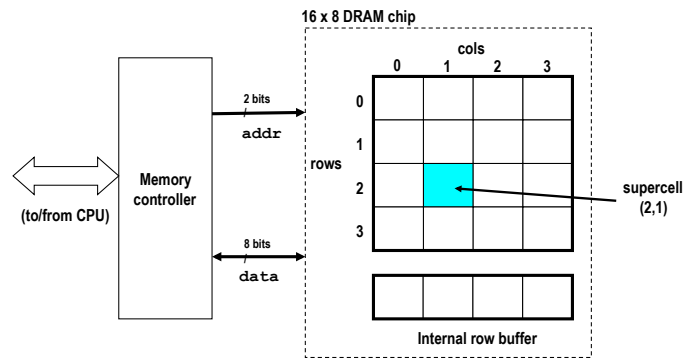 16 x 8 DRAM chip
cols
0 1 2 3
0
1
rows
2
3
2 bits
addr
Memory
controller
(to/from CPU)
8 bits
data
supercell
(2,1)
Internal row buffer